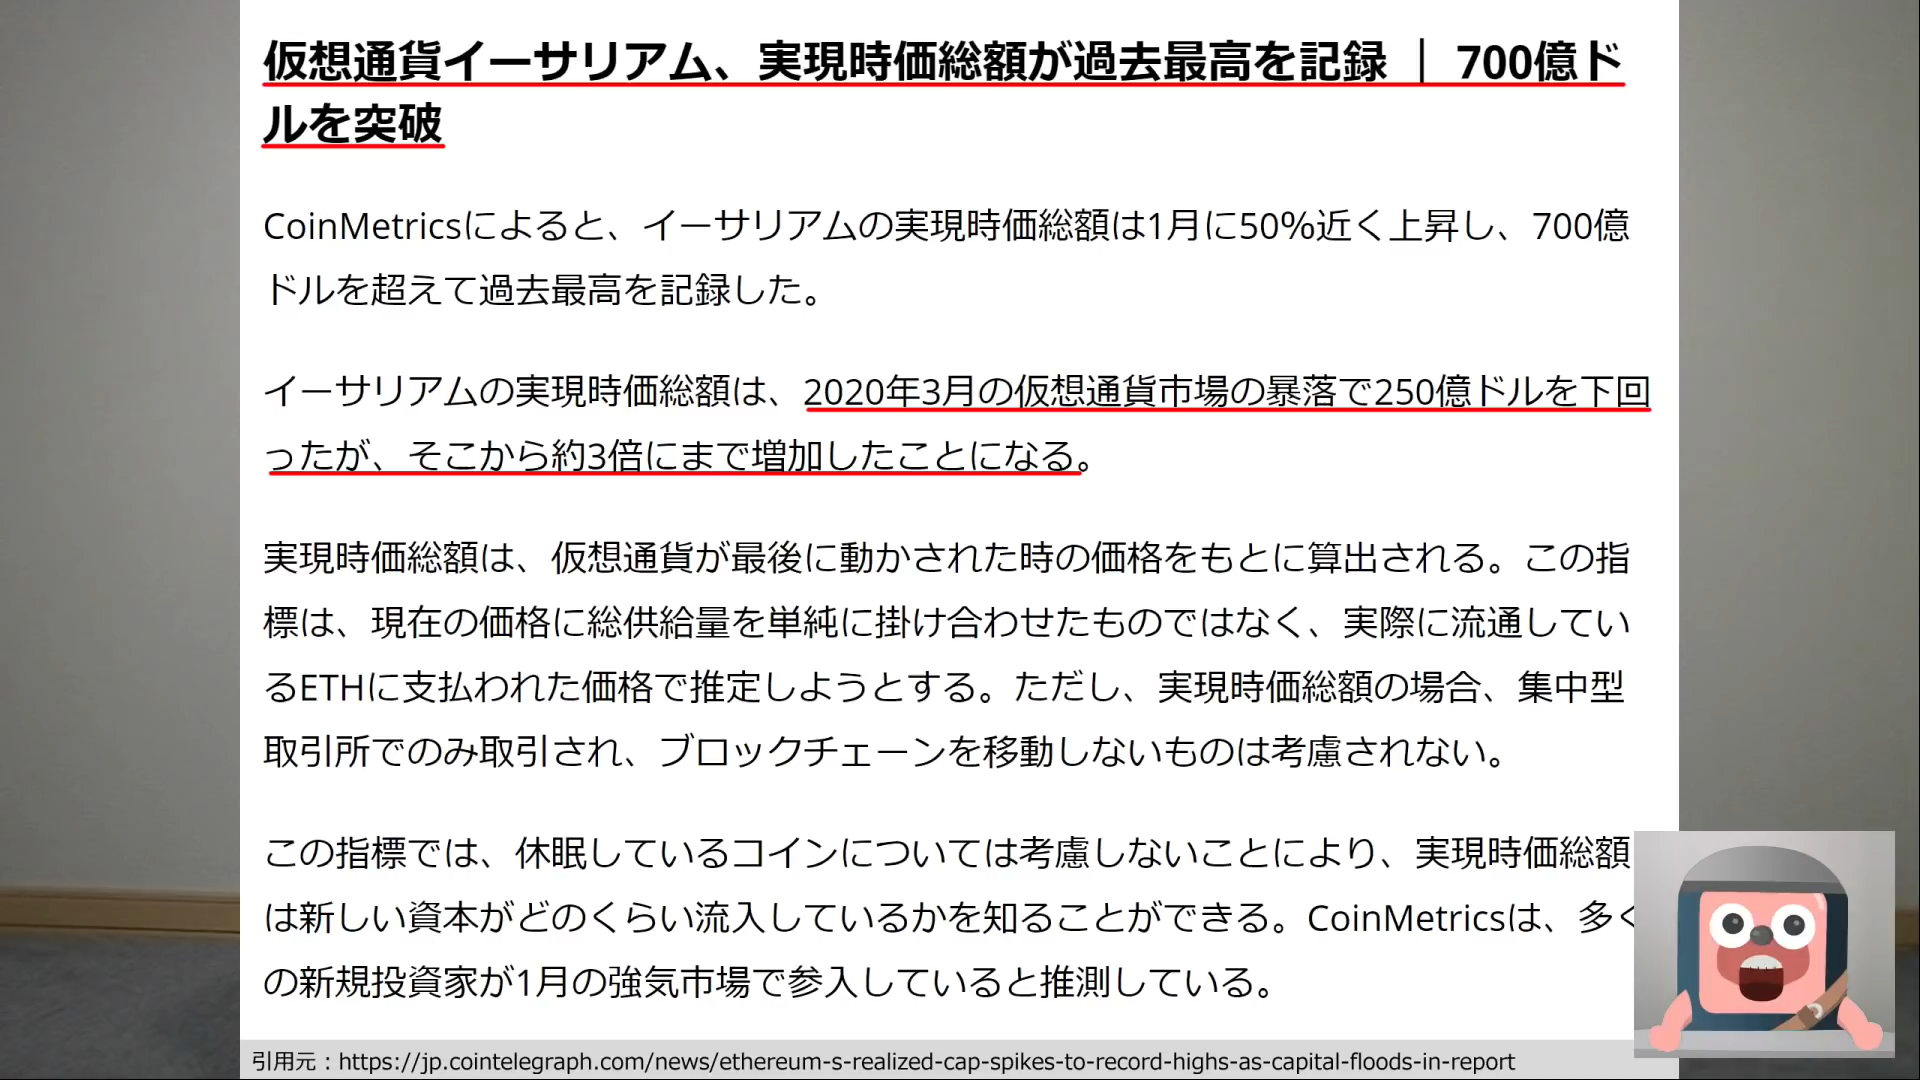 仮想通貨イーサリアム、実現時価総額が過去最高を記録 ｜ 700億ド
ルを突破
CoinMetricsによると、イーサリアムの実現時価総額は1月に50%近く上昇し、700億
ドルを超えて過去最高を記録した。
イーサリアムの実現時価総額は、2020年3月の仮想通貨市場の暴落で250億ドルを下回
ったが、そこから約3倍にまで増加したことになる。
実現時価総額は、仮想通貨が最後に動かされた時の価格をもとに算出される。この指
標は、現在の価格に総供給量を単純に掛け合わせたものではなく、実際に流通してい
るETHに支払われた価格で推定しようとする。ただし、実現時価総額の場合、集中型
取引所でのみ取引され、ブロックチェーンを移動しないものは考慮されない。
この指標では、休眠しているコインについては考慮しないことにより、実現時価総額
は新しい資本がどのくらい流入しているかを知ることができる。CoinMetricsは、多く
の新規投資家が1月の強気市場で参入していると推測している。
引用元：https://jp.cointelegraph.com/news/ethereum-s-realized-cap-spikes-to-record-highs-as-capital-floods-in-report